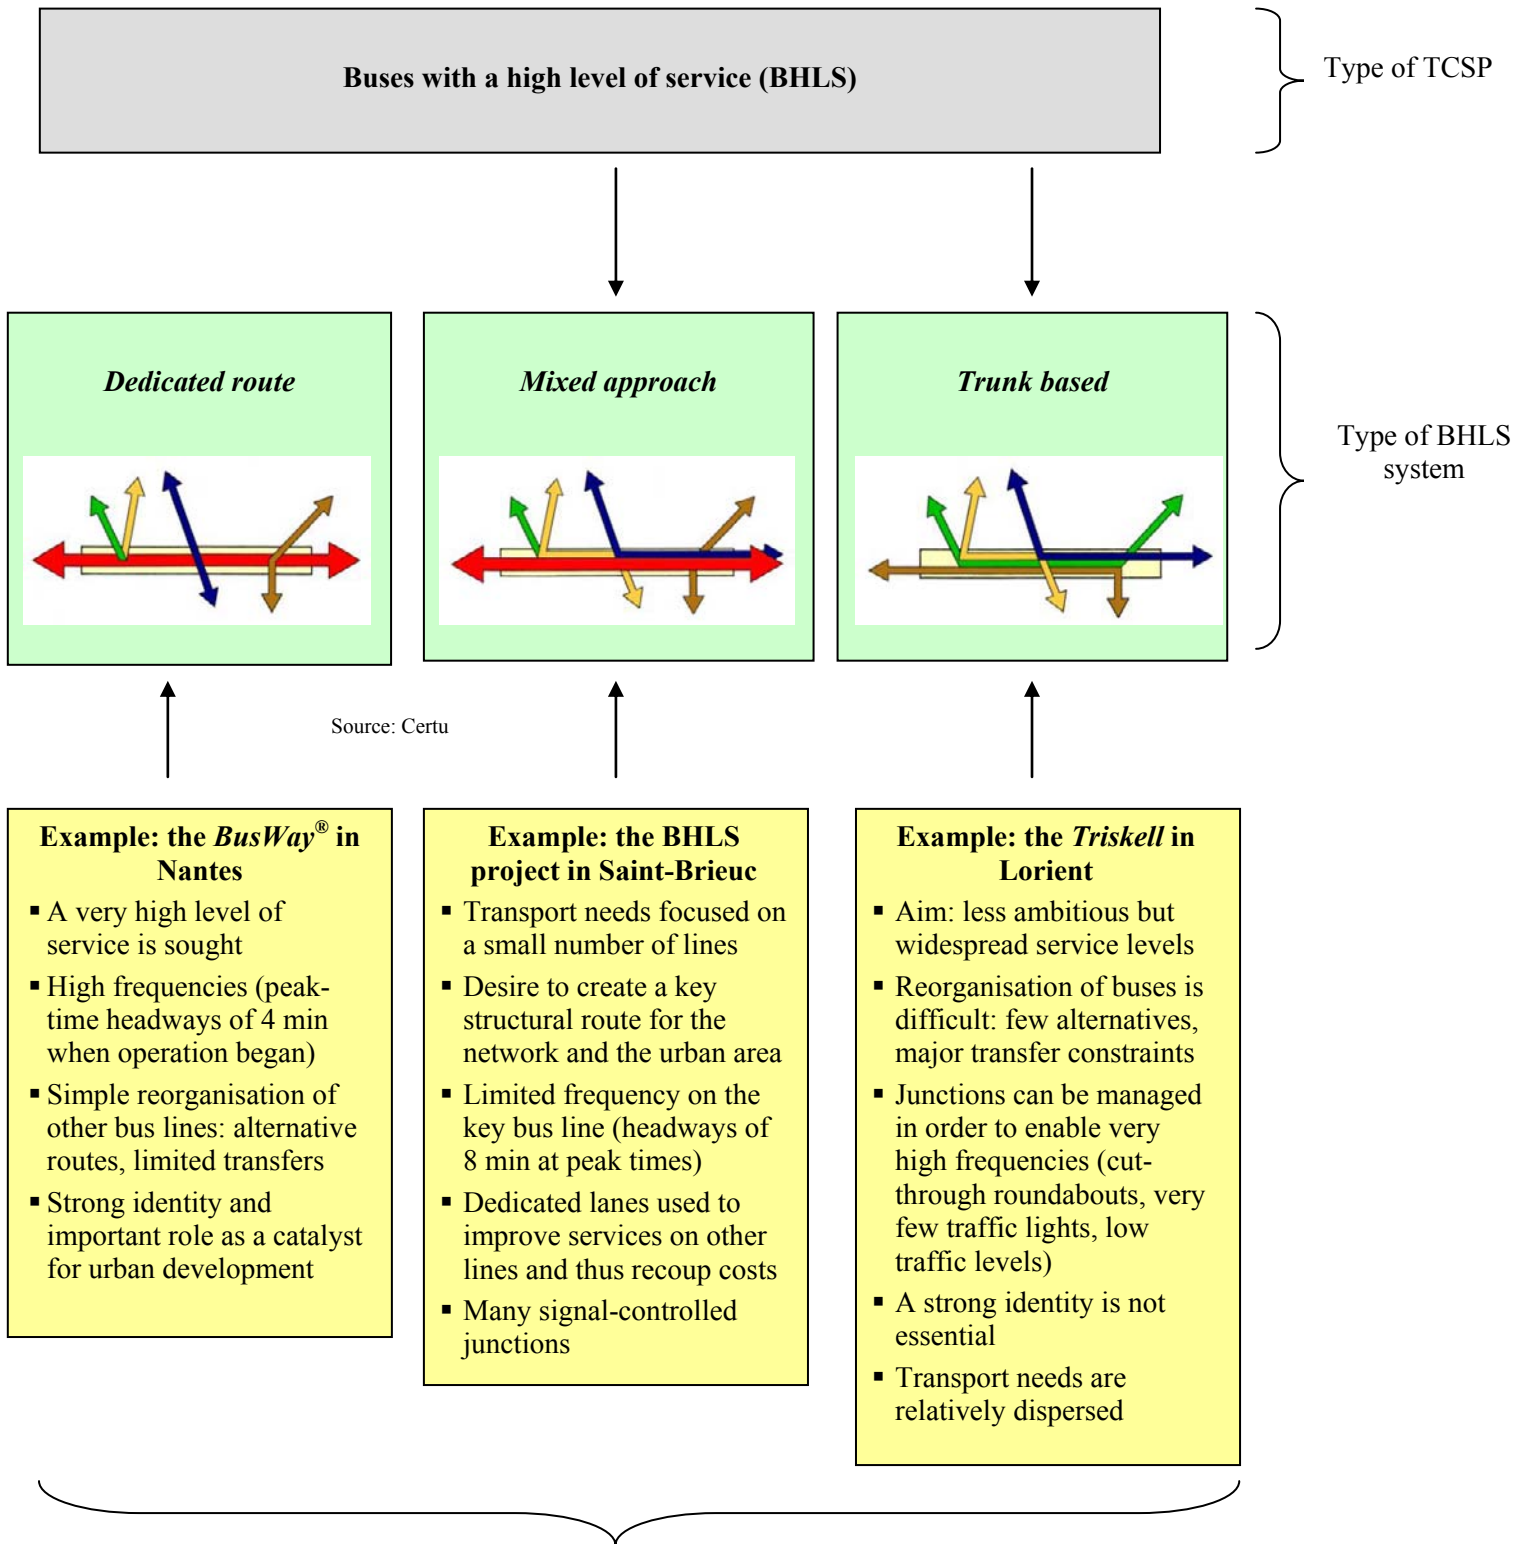 Buses with a high level of service (BHLS)
Type of TCSP
Dedicated route
Mixed approach
Trunk based
Type of BHLS
system
Source: Certu
Example: the BusWay® in
Nantes
▪ A very high level of
service is sought
▪ High frequencies (peak-
time headways of 4 min
when operation began)
▪ Simple reorganisation of
other bus lines: alternative
routes, limited transfers
▪ Strong identity and
important role as a catalyst
for urban development
Example: the BHLS
project in Saint-Brieuc
▪ Transport needs focused on
a small number of lines
▪ Desire to create a key
structural route for the
network and the urban area
▪ Limited frequency on the
key bus line (headways of
8 min at peak times)
▪ Dedicated lanes used to
improve services on other
lines and thus recoup costs
▪ Many signal-controlled
junctions
Example: the Triskell in
Lorient
▪ Aim: less ambitious but
widespread service levels
▪ Reorganisation of buses is
difficult: few alternatives,
major transfer constraints
▪ Junctions can be managed
in order to enable very
high frequencies (cut-
through roundabouts, very
few traffic lights, low
traffic levels)
▪ A strong identity is not
essential
▪ Transport needs are
relatively dispersed